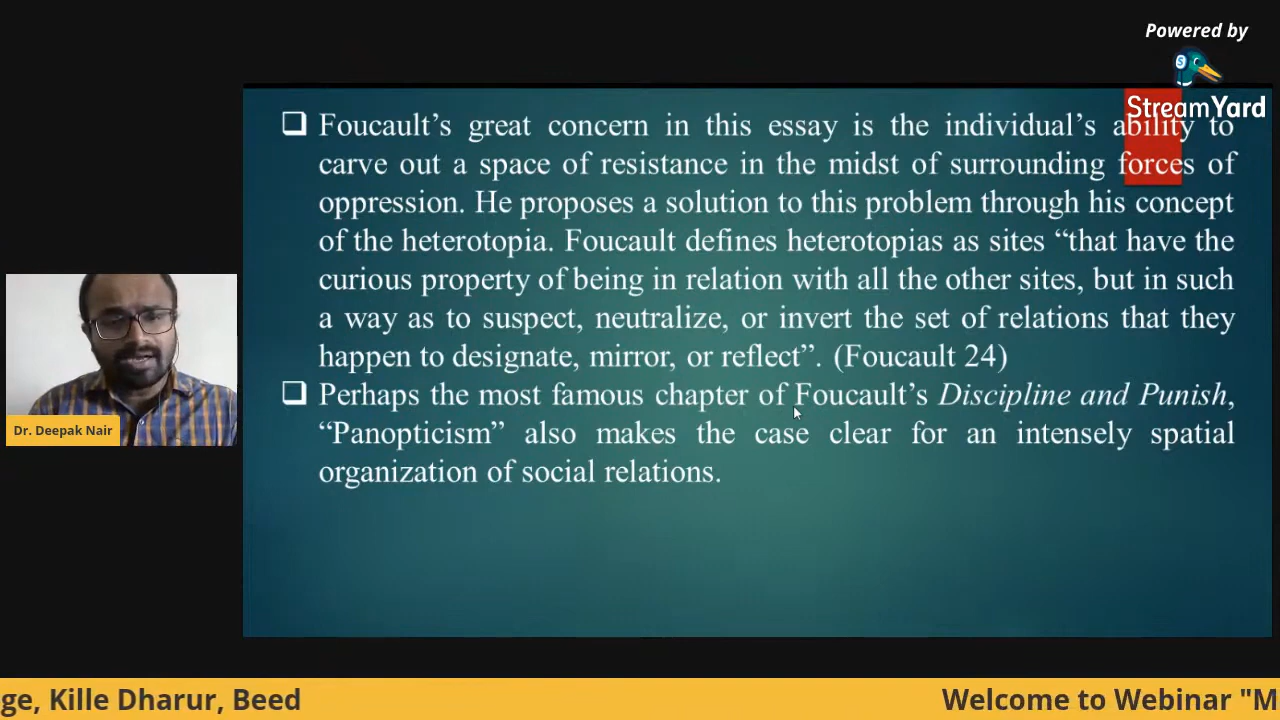 Powered by
StreamYard
❑ Foucault’s great concern in this essay is the individual’s ability to
carve out a space of resistance in the midst of surrounding forces of
oppression. He proposes a solution to this problem through his concept
of the heterotopia. Foucault defines heterotopias as sites “that have the
curious property of being in relation with all the other sites, but in such
a way as to suspect, neutralize, or invert the set of relations that they
happen to designate, mirror, or reflect”. (Foucault 24)
❑ Perhaps the most famous chapter of Foucault’s Discipline and Punish,
“Panopticism” also makes the case clear for an intensely spatial
organization of social relations.
Dr. Deepak Nair
ge, Kille Dharur, Beed
Welcome to Webinar "M